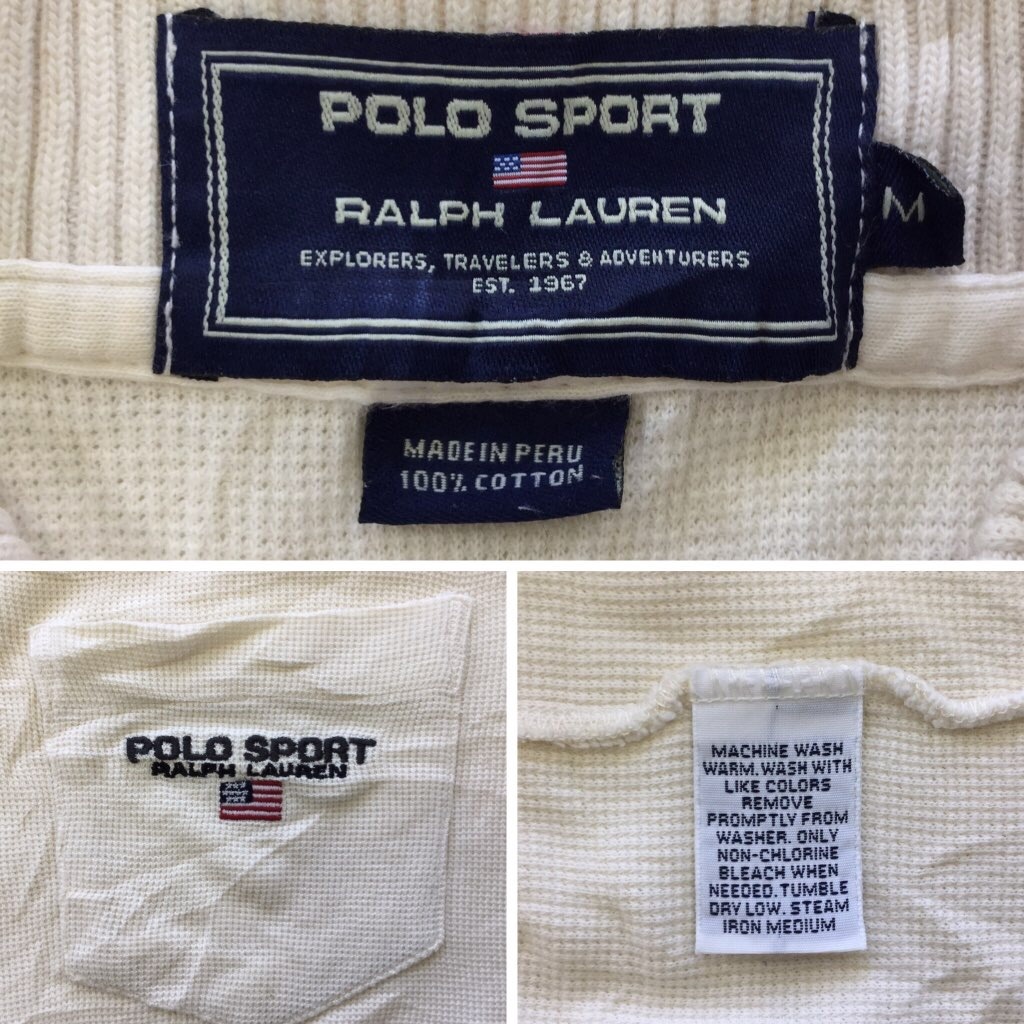 POLO SPORT
RALPH LAUREN
EXPLORERS, TRAVELERS & ADVENTURERS
EST. 1967
M
MADE IN PERU
100% COTTON
POLO SPORT
RALPH LAUREN
MACHINE WASH
WARM. WASH WITH
LIKE COLORS
REMOVE
PROMPTLY FROM
WASHER. ONLY
NON-CHLORINE
BLEACH WHEN
NEEDED. TUMBLE
DRY LOW. STEAM
IRON MEDIUM